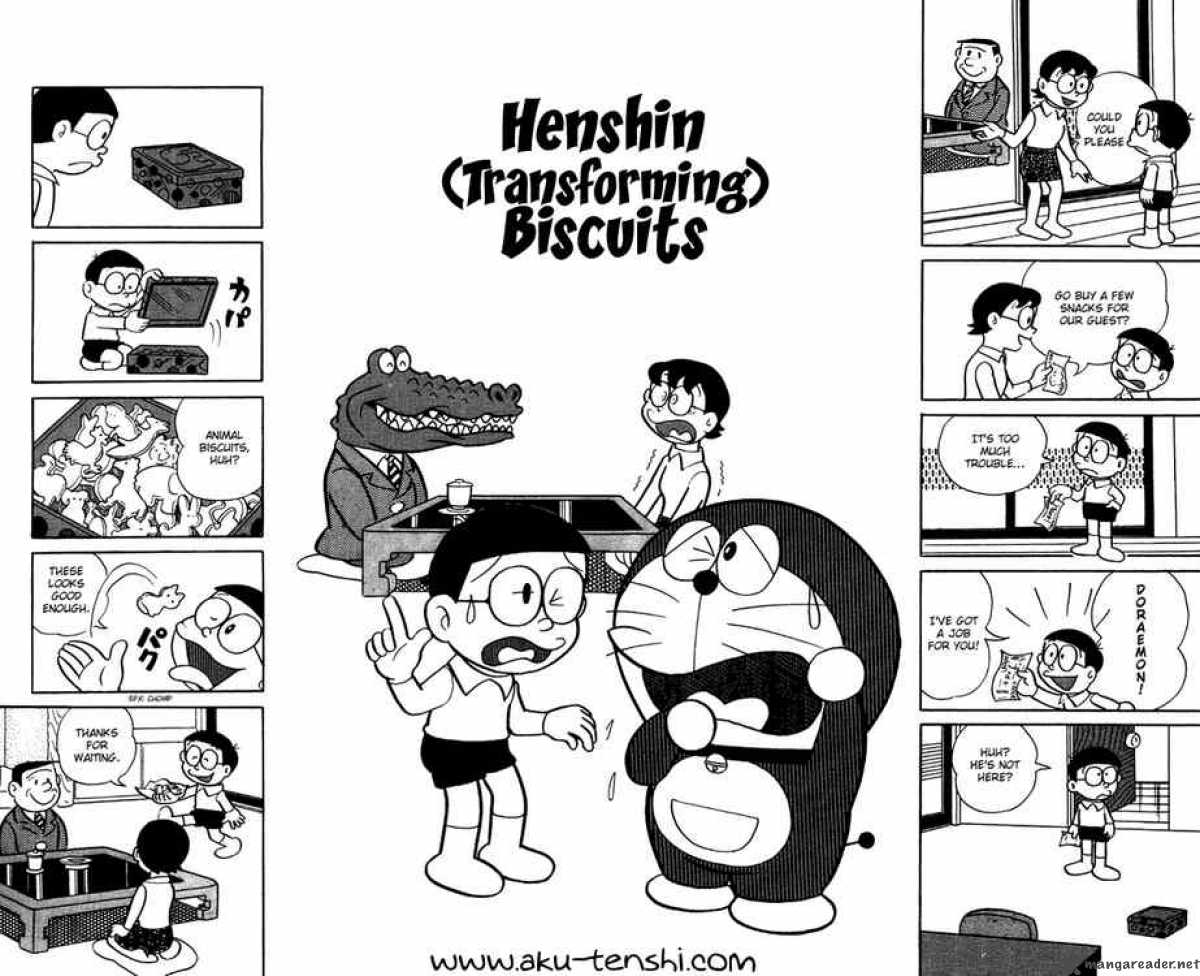 Henshin
(Transforming)
Biscuits
COULD
YOU
PLEASE
GO BUY A FEW
SNACKS FOR
OUR GUEST?
IT'S TOO
MUCH
TROUBLE...
DORAEMON!
I'VE GOT
A JOB
FOR YOU!
HUH?
HE'S NOT
HERE?
カパ
ANIMAL
BISCUITS,
HUH?
THESE
LOOKS
GOOD
ENOUGH.
パク
SFX: CHOMP
THANKS
FOR
WAITING.
www.aku-tenshi.com
mangareader.net